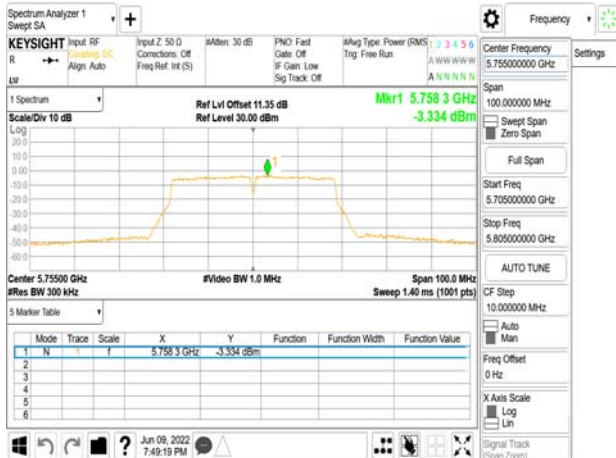 Spectrum Analyzer 1
Swept SA
+
Frequency
Settings
KEYSIGHT
R
LXI
Input: RF
Coupling: DC
Align: Auto
Input Z: 50 Ω
Corrections: Off
Freq Ref: Int (S)
#Atten: 30 dB
PNO: Fast
Gate: Off
IF Gain: Low
Sig Track: Off
#Avg Type: Power (RMS)
Trig: Free Run
1 2 3 4 5 6
A W W W W W
A N N N N N
1 Spectrum
Scale/Div 10 dB
Ref Lvl Offset 11.35 dB
Ref Level 30.00 dBm
Mkr1 5.758 3 GHz
-3.334 dBm
Log
20.0
10.0
0.00
-10.0
-20.0
-30.0
-40.0
-50.0
-60.0
1
Center 5.75500 GHz
#Res BW 300 kHz
#Video BW 1.0 MHz
Span 100.0 MHz
Sweep 1.40 ms (1001 pts)
5 Marker Table
Mode Trace Scale X Y Function Function Width Function Value
1 N 1 f 5.758 3 GHz -3.334 dBm
2
3
4
5
6
Jun 09, 2022
7:49:19 PM
Center Frequency
5.755000000 GHz
Span
100.000000 MHz
Swept Span
Zero Span
Full Span
Start Freq
5.705000000 GHz
Stop Freq
5.805000000 GHz
AUTO TUNE
CF Step
10.000000 MHz
Auto
Man
Freq Offset
0 Hz
X Axis Scale
Log
Lin
Signal Track
(Span Zoom)